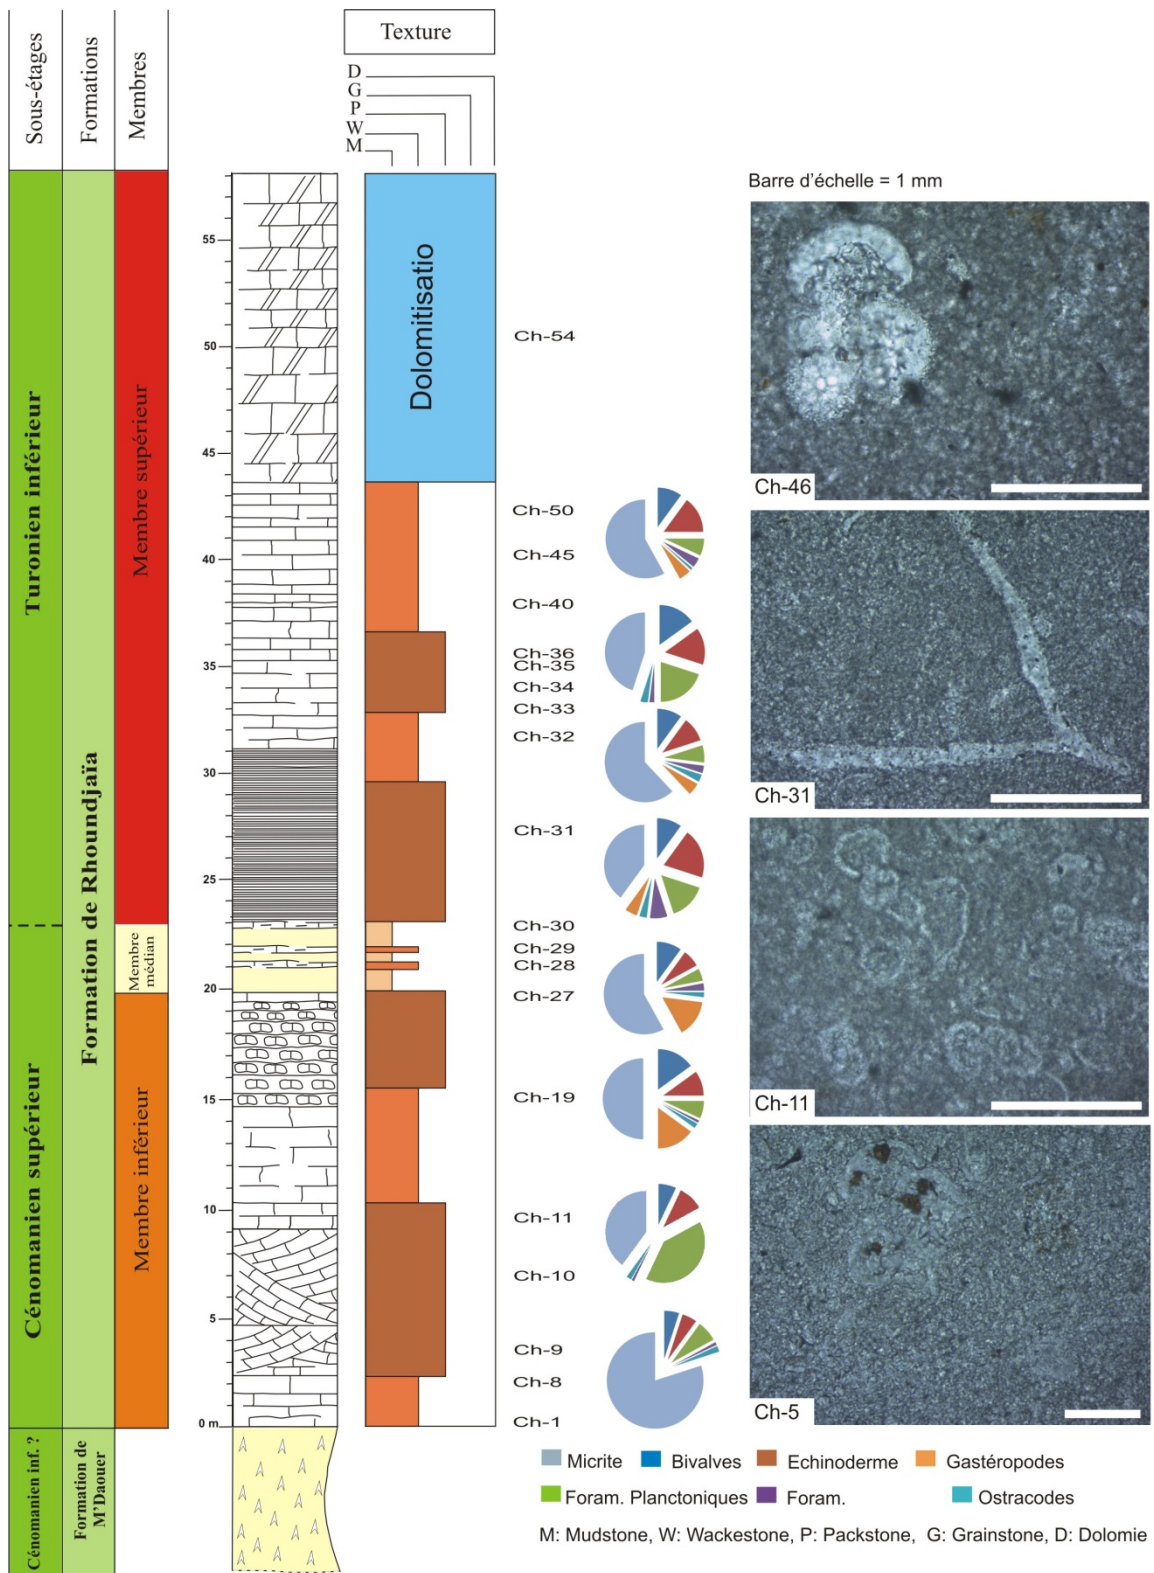 Sous-étages
Formations
Membres
Texture
D
G
P
W
M
Turonien inférieur
Cénomanien supérieur
Cénomanien inf. ?
Formation de Rhoundjaïa
Formation de
M'Daouer
Membre supérieur
Membre
médian
Membre inférieur
55
50
45
40
35
30
25
20
15
10
5
0 m
Dolomitisatio
Ch-54
Ch-50
Ch-45
Ch-40
Ch-36
Ch-35
Ch-34
Ch-33
Ch-32
Ch-31
Ch-30
Ch-29
Ch-28
Ch-27
Ch-19
Ch-11
Ch-10
Ch-9
Ch-8
Ch-1
Barre d'échelle = 1 mm
Ch-46
Ch-31
Ch-11
Ch-5
Micrite Bivalves Echinoderme Gastéropodes
Foram. Planctoniques Foram. Ostracodes
M: Mudstone, W: Wackestone, P: Packstone, G: Grainstone, D: Dolomie